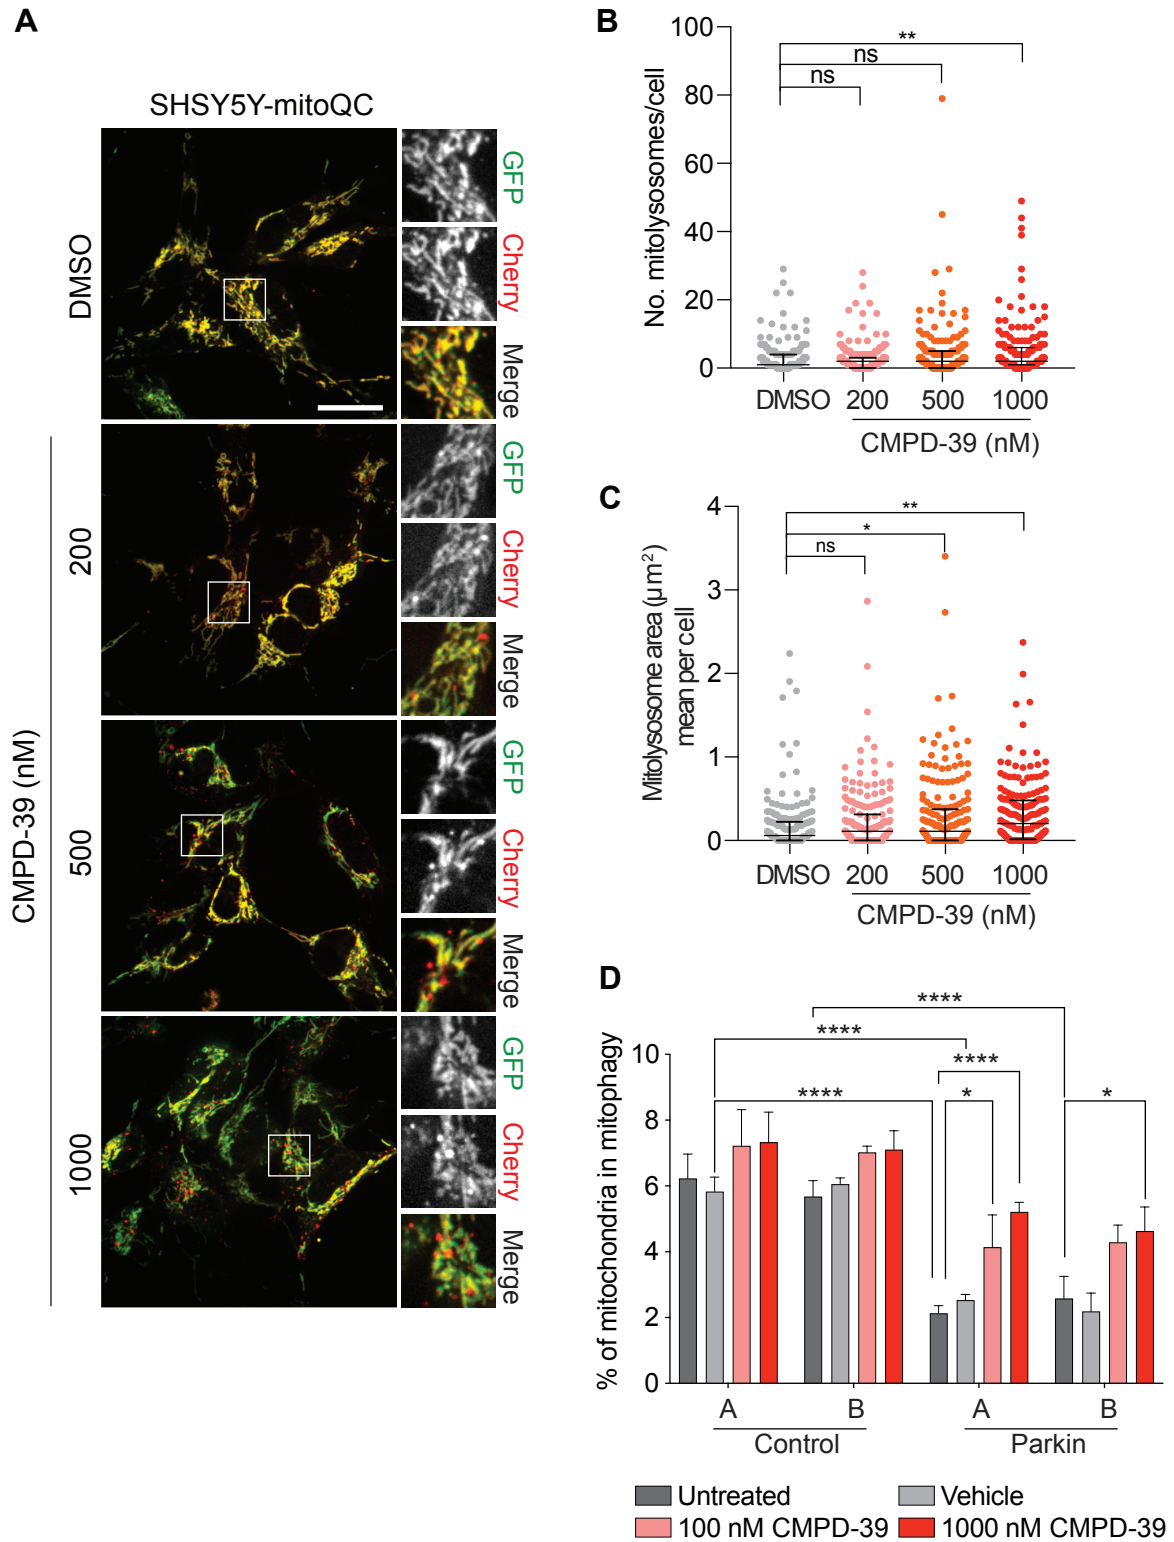 A
SHSY5Y-mitoQC
DMSO
GFP
Cherry
Merge
CMPD-39 (nM)
200
GFP
Cherry
Merge
500
GFP
Cherry
Merge
1000
GFP
Cherry
Merge
B
No. mitolysosomes/cell
100
80
60
40
20
0
**
ns
ns
DMSO 200 500 1000
CMPD-39 (nM)
C
Mitolysosome area (μm²)
mean per cell
4
3
2
1
0
**
*
ns
DMSO 200 500 1000
CMPD-39 (nM)
D
% of mitochondria in mitophagy
10
8
6
4
2
0
****
****
****
**** * *
A B A B
Control Parkin
Untreated Vehicle
100 nM CMPD-39 1000 nM CMPD-39